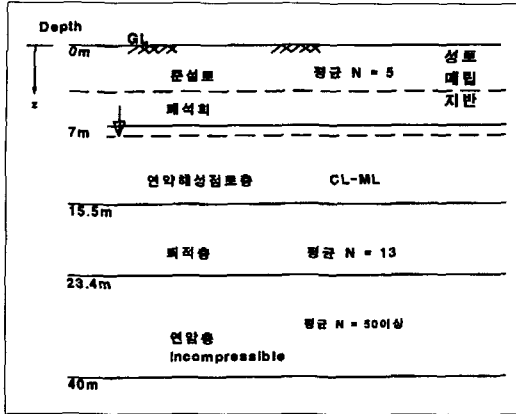 Depth
GL
0m
준설토 평균 N = 5 성토
매립
z 폐석회 지반
7m
연약해성점토층 CL-ML
15.5m
퇴적층 평균 N = 13
23.4m
평균 N = 50이상
연암층
Incompressible
40m